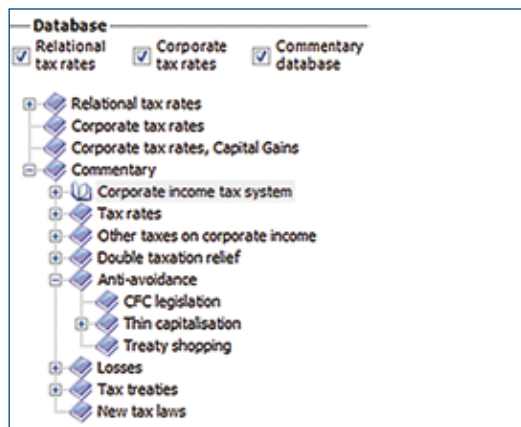 Database
Relational Corporate Commentary
tax rates tax rates database
Relational tax rates
Corporate tax rates
Corporate tax rates, Capital Gains
Commentary
Corporate income tax system
Tax rates
Other taxes on corporate income
Double taxation relief
Anti-avoidance
CFC legislation
Thin capitalisation
Treaty shopping
Losses
Tax treaties
New tax laws